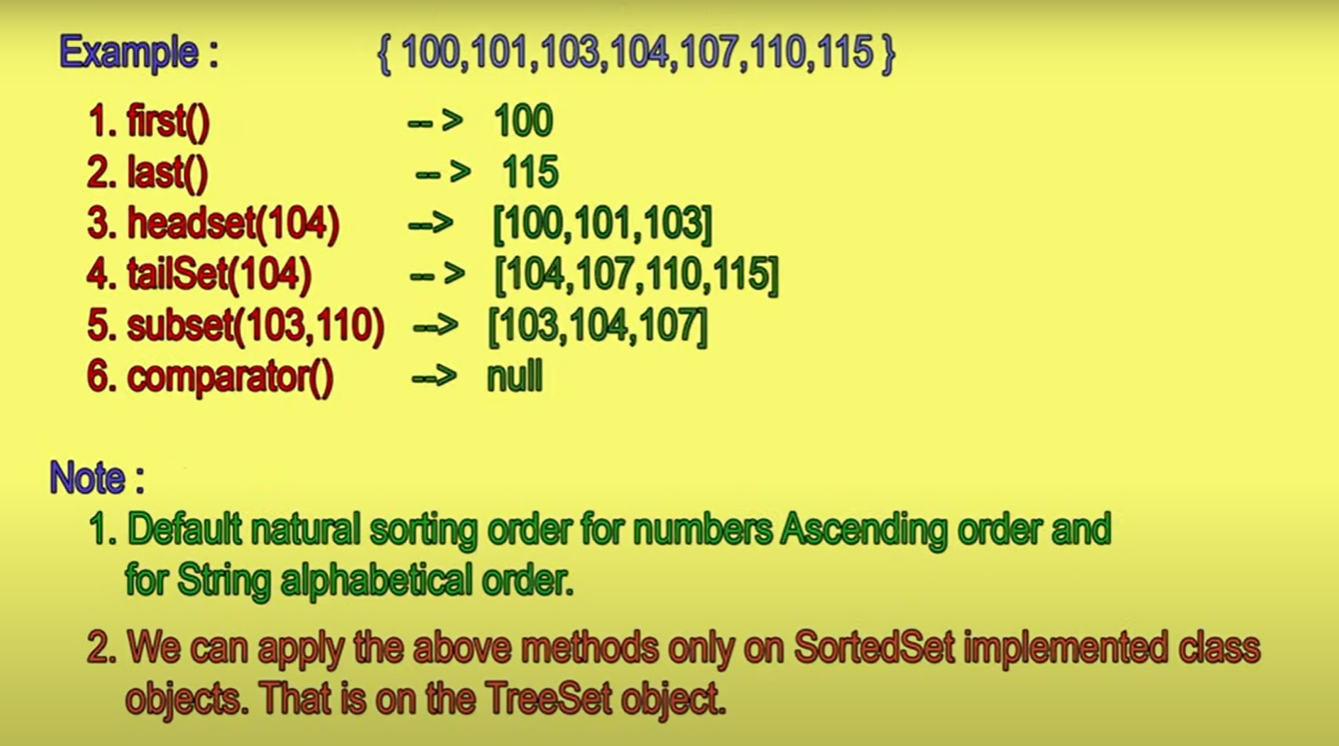 Example : { 100,101,103,104,107,110,115 }
1. first() -- > 100
2. last() -- > 115
3. headset(104) --> [100,101,103]
4. tailSet(104) -- > [104,107,110,115]
5. subset(103,110) --> [103,104,107]
6. comparator() --> null
Note :
1. Default natural sorting order for numbers Ascending order and
for String alphabetical order.
2. We can apply the above methods only on SortedSet implemented class
objects. That is on the TreeSet object.